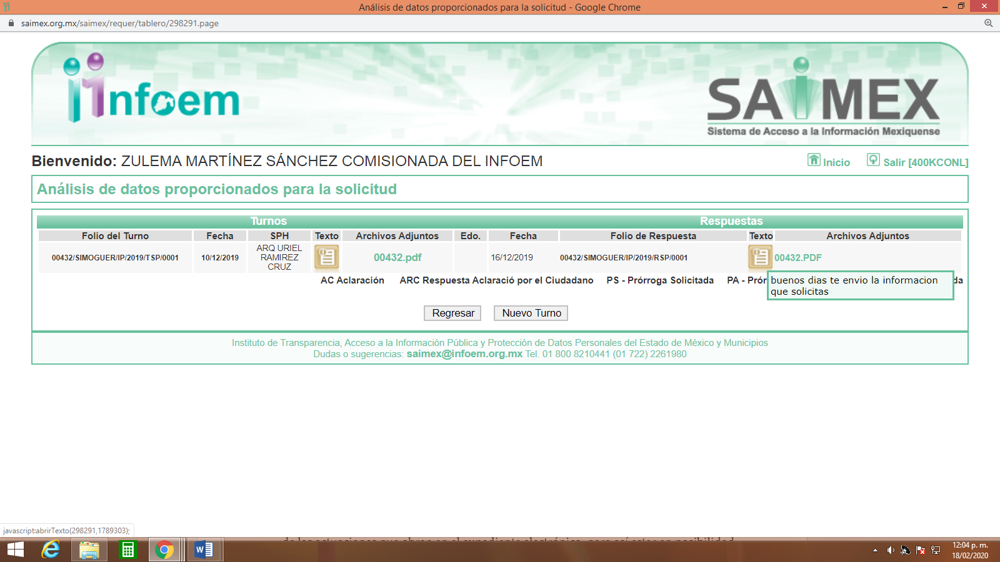 Análisis de datos proporcionados para la solicitud - Google Chrome
saimex.org.mx/saimex/requer/tablero/298291.page
infoem
SAIMEX
Sistema de Acceso a la Información Mexiquense
Bienvenido: ZULEMA MARTÍNEZ SÁNCHEZ COMISIONADA DEL INFOEM
Inicio Salir [400KCONL]
Análisis de datos proporcionados para la solicitud
Turnos Respuestas
Folio del Turno Fecha SPH Texto Archivos Adjuntos Edo. Fecha Folio de Respuesta Texto Archivos Adjuntos
00432/SIMOGUER/IP/2019/TSP/0001 10/12/2019 ARQ URIEL RAMIREZ CRUZ 00432.pdf 16/12/2019 00432/SIMOGUER/IP/2019/RSP/0001 00432.PDF
AC Aclaración ARC Respuesta Aclaració por el Ciudadano PS - Prórroga Solicitada PA - Prór da
buenos dias te envio la informacion
que solicitas
Regresar Nuevo Turno
Instituto de Transparencia, Acceso a la Información Pública y Protección de Datos Personales del Estado de México y Municipios
Dudas o sugerencias: saimex@infoem.org.mx Tel. 01 800 8210441 (01 722) 2261980
javascript:abrirTexto(298291,1789303);
12:04 p. m.
18/02/2020